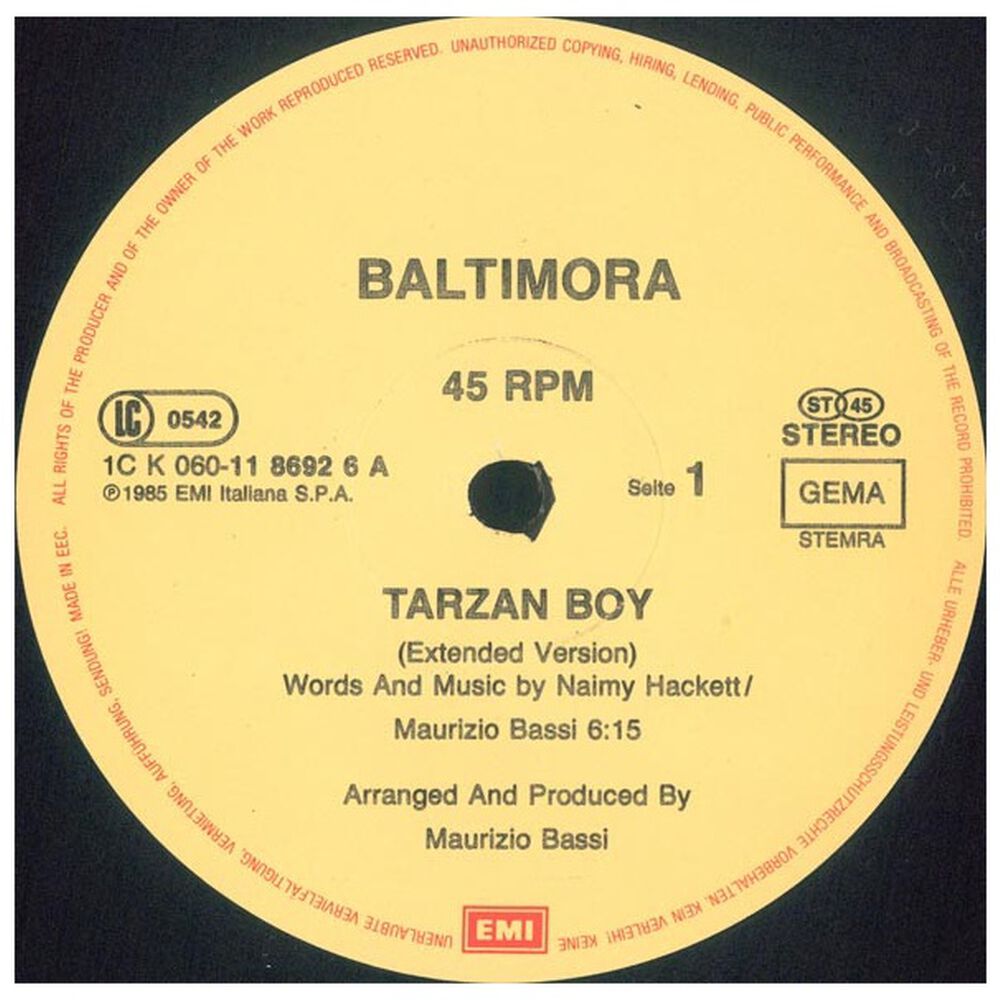 BALTIMORA
45 RPM
LC 0542
1C K 060-11 8692 6 A
℗1985 EMI Italiana S.P.A.
Seite 1
ST 45
STEREO
GEMA
STEMRA
TARZAN BOY
(Extended Version)
Words And Music by Naimy Hackett/
Maurizio Bassi 6:15
Arranged And Produced By
Maurizio Bassi
EMI
ALL RIGHTS OF THE PRODUCER AND OF THE OWNER OF THE WORK REPRODUCED RESERVED. UNAUTHORIZED COPYING, HIRING, LENDING, PUBLIC PERFORMANCE AND BROADCASTING OF THE RECORD PROHIBITED.
ALLE URHEBER- UND LEISTUNGSSCHUTZRECHTE VORBEHALTEN. KEIN VERLEIH! KEINE UNERLAUBTE VERVIELFÄLTIGUNG, VERMIETUNG, AUFFÜHRUNG, SENDUNG! MADE IN EEC.